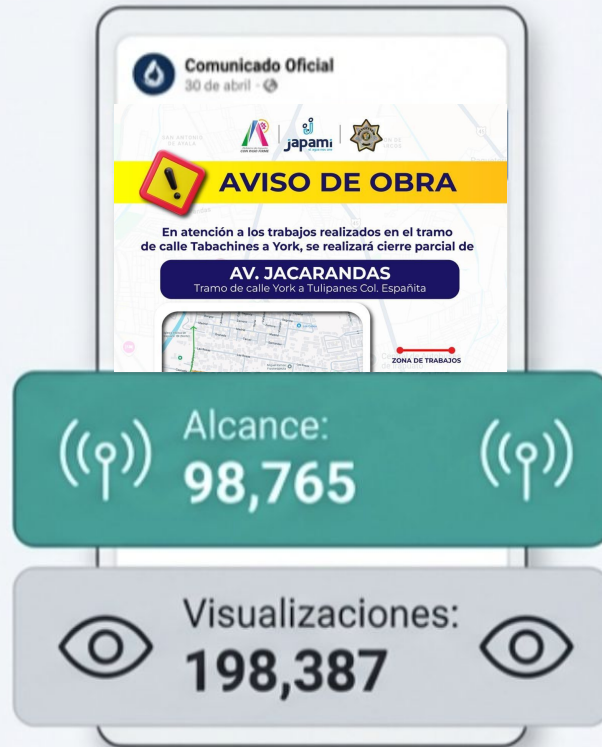 Comunicado Oficial
30 de abril
japami
AVISO DE OBRA
En atención a los trabajos realizados en el tramo
de calle Tabachines a York, se realizará cierre parcial de
AV. JACARANDAS
Tramo de calle York a Tulipanes Col. Españita
ZONA DE TRABAJOS
Alcance:
98,765
Visualizaciones:
198,387